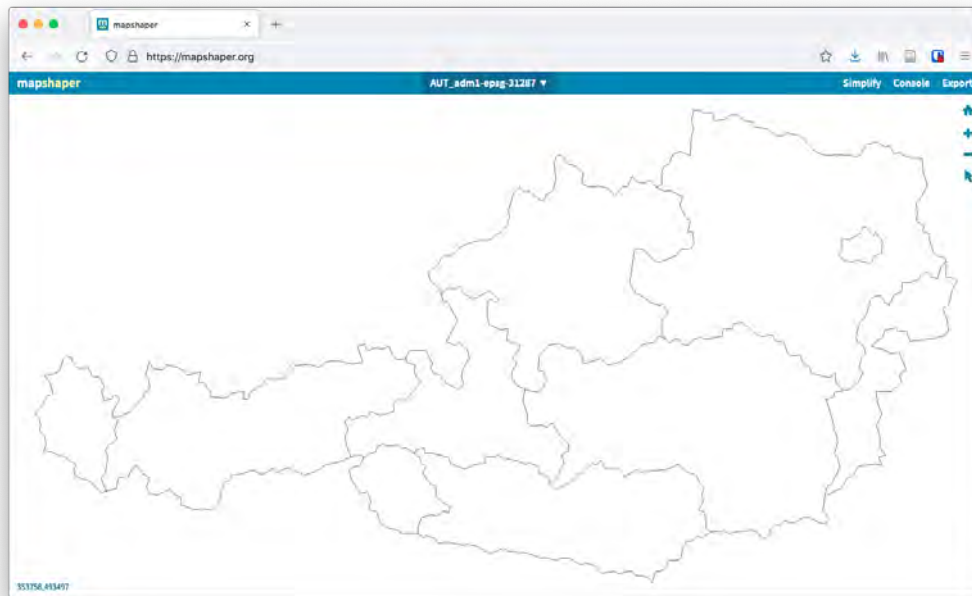 mapshaper
https://mapshaper.org
mapshaper AUT_adm1-epsg-31287 ▼ Simplify Console Export
353756,493497